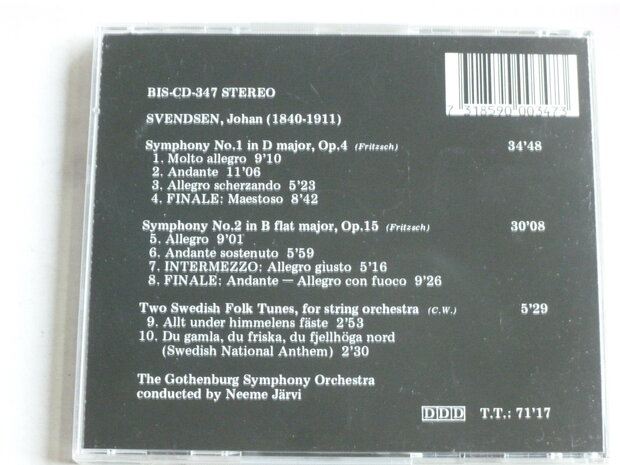 BIS-CD-347 STEREO
7 318590 003473
SVENDSEN, Johan (1840-1911)
Symphony No.1 in D major, Op.4 (Fritzsch) 34'48
1. Molto allegro 9'10
2. Andante 11'06
3. Allegro scherzando 5'23
4. FINALE: Maestoso 8'42
Symphony No.2 in B flat major, Op.15 (Fritzsch) 30'08
5. Allegro 9'01
6. Andante sostenuto 5'59
7. INTERMEZZO: Allegro giusto 5'16
8. FINALE: Andante — Allegro con fuoco 9'26
Two Swedish Folk Tunes, for string orchestra (C.W.) 5'29
9. Allt under himmelens fäste 2'53
10. Du gamla, du friska, du fjellhöga nord
(Swedish National Anthem) 2'30
The Gothenburg Symphony Orchestra
conducted by Neeme Järvi
DDD T.T.: 71'17